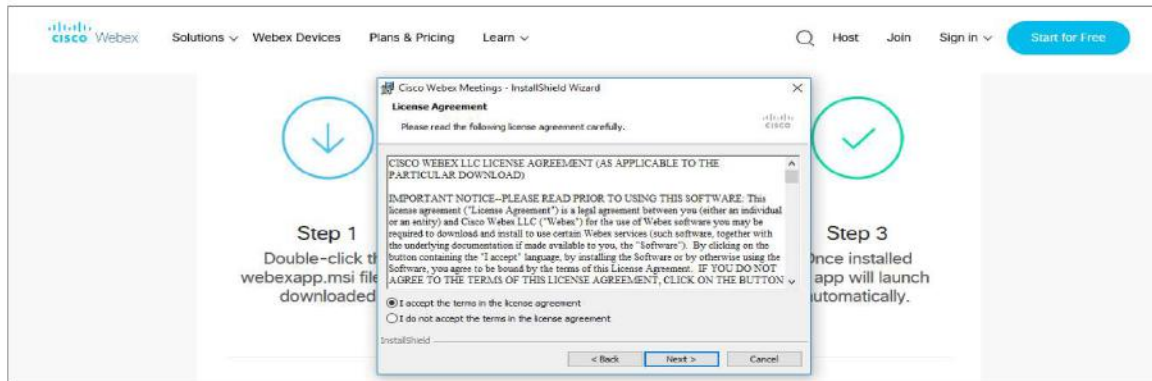 CISCO Webex Solutions Webex Devices Plans & Pricing Learn Host Join Sign in Start for Free
Cisco Webex Meetings - InstallShield Wizard
License Agreement
Please read the following license agreement carefully.
CISCO
CISCO WEBEX LLC LICENSE AGREEMENT (AS APPLICABLE TO THE
PARTICULAR DOWNLOAD)
IMPORTANT NOTICE--PLEASE READ PRIOR TO USING THIS SOFTWARE: This
license agreement ("License Agreement") is a legal agreement between you (either an individual
or an entity) and Cisco Webex LLC ("Webex") for the use of Webex software you may be
required to download and install to use certain Webex services (such software, together with
the underlying documentation if made available to you, the "Software"). By clicking on the
button containing the "I accept" language, by installing the Software or by otherwise using the
Software, you agree to be bound by the terms of this License Agreement. IF YOU DO NOT
AGREE TO THE TERMS OF THIS LICENSE AGREEMENT, CLICK ON THE BUTTON
I accept the terms in the license agreement
I do not accept the terms in the license agreement
InstallShield
< Back Next > Cancel
Step 1
Double-click th
webexapp.msi file
downloaded
Step 3
Once installed
app will launch
automatically.